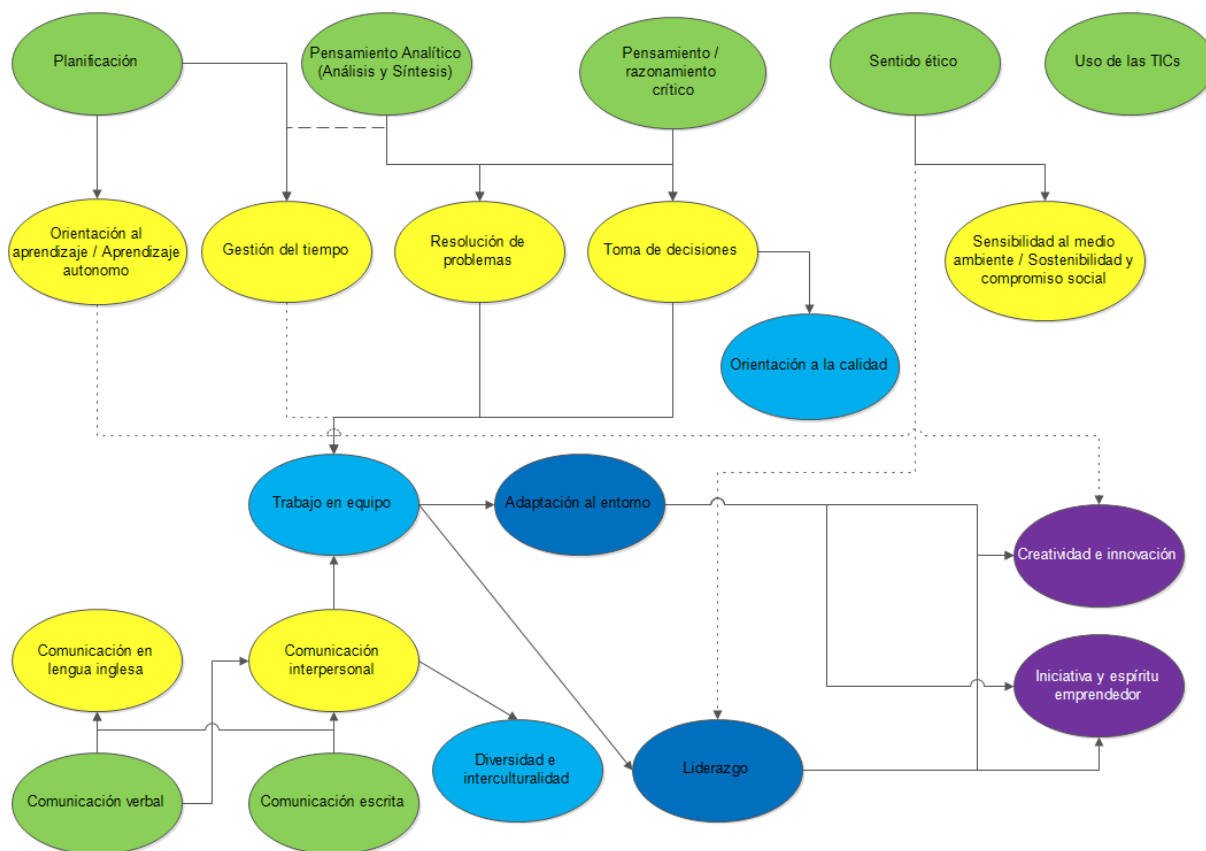 Planificación
Pensamiento Analítico
(Análisis y Síntesis)
Pensamiento /
razonamiento
crítico
Sentido ético
Uso de las TICs
Orientación al
aprendizaje / Aprendizaje
autonomo
Gestión del tiempo
Resolución de
problemas
Toma de decisiones
Sensibilidad al medio
ambiente / Sostenibilidad y
compromiso social
Orientación a la calidad
Trabajo en equipo
Adaptación al entorno
Creatividad e innovación
Comunicación en
lengua inglesa
Comunicación
interpersonal
Iniciativa y espíritu
emprendedor
Diversidad e
interculturalidad
Liderazgo
Comunicación verbal
Comunicación escrita